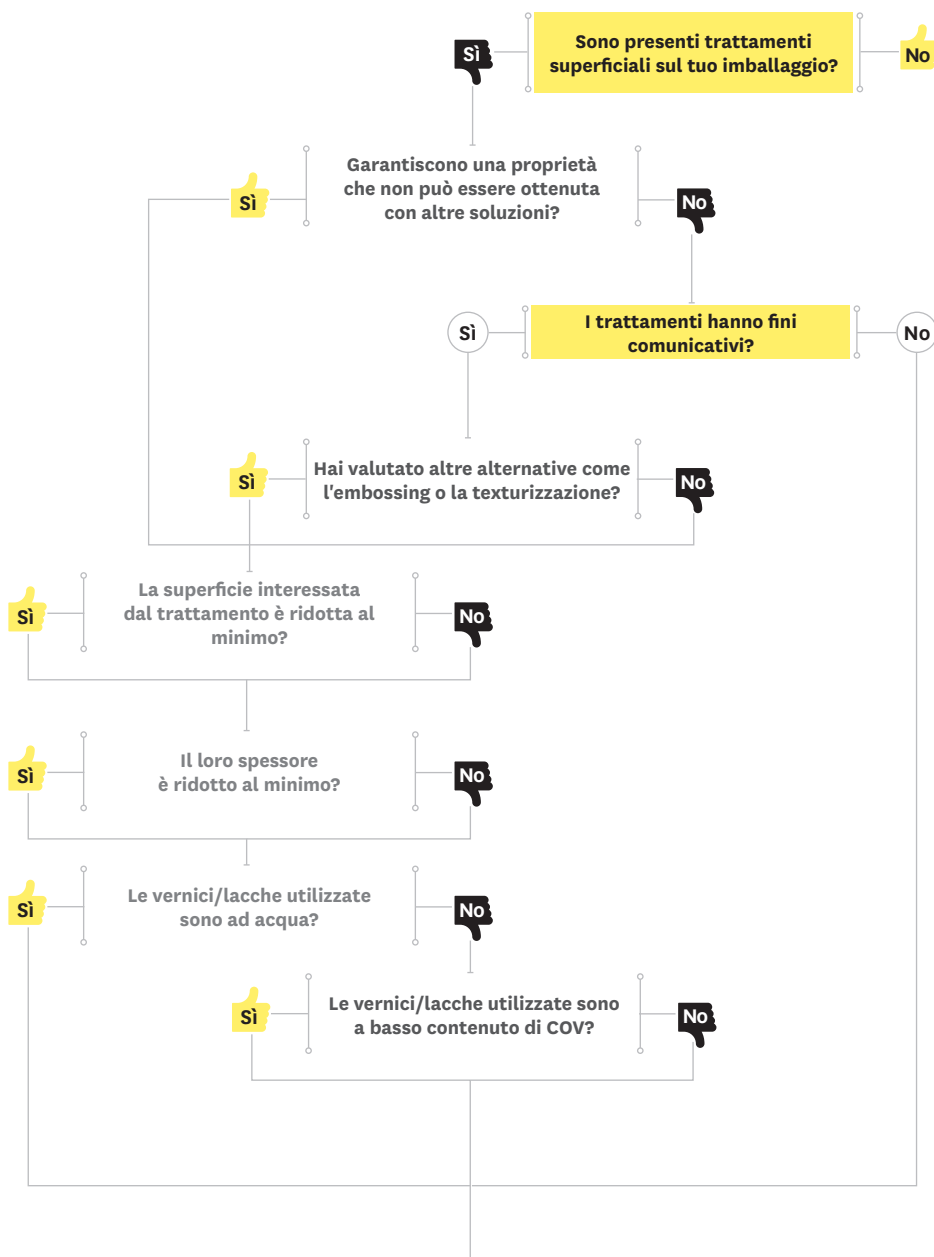 Sì
Sono presenti trattamenti
superficiali sul tuo imballaggio?
No
Sì
Garantiscono una proprietà
che non può essere ottenuta
con altre soluzioni?
No
Sì
I trattamenti hanno fini
comunicativi?
No
Sì
Hai valutato altre alternative come
l'embossing o la texturizzazione?
No
Sì
La superficie interessata
dal trattamento è ridotta al
minimo?
No
Sì
Il loro spessore
è ridotto al minimo?
No
Sì
Le vernici/lacche utilizzate
sono ad acqua?
No
Sì
Le vernici/lacche utilizzate sono
a basso contenuto di COV?
No